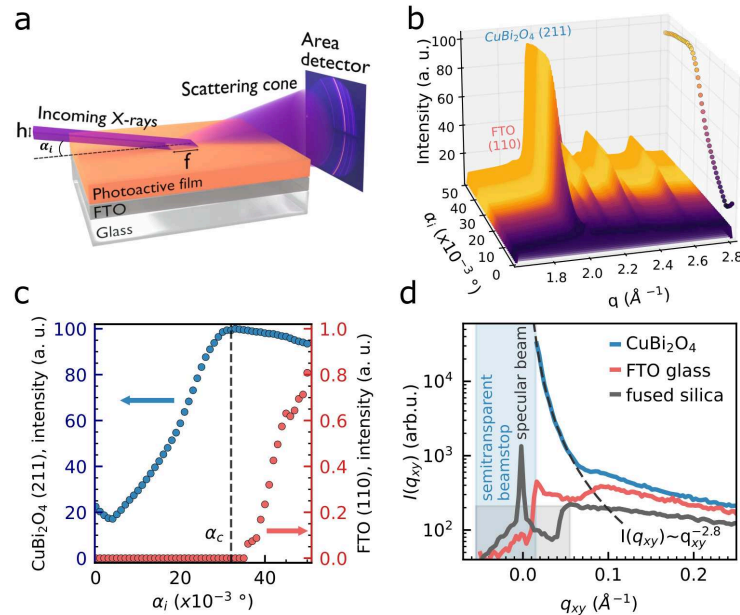 a
Incoming X-rays
Scattering cone
Area
detector
αi
f
Photoactive film
FTO
Glass
b
CuBi2O4 (211)
FTO
(110)
Intensity (a. u.)
100
80
60
40
20
50
40
30
20
10
0
αi (x10⁻³ °)
1.8
2.0
2.2
2.4
2.6
2.8
q (Å⁻¹)
c
CuBi2O4 (211), intensity (a. u.)
100
80
60
40
20
0
αc
1.0
0.8
0.6
0.4
0.2
0.0
FTO (110), intensity (a. u.)
0
20
40
αi (x10⁻³ °)
d
I(qxy) (arb.u.)
10⁴
10³
10²
semitransparent
beamstop
specular beam
CuBi2O4
FTO glass
fused silica
I(qxy)~qxy⁻²·⁸
0.0
0.1
0.2
qxy (Å⁻¹)